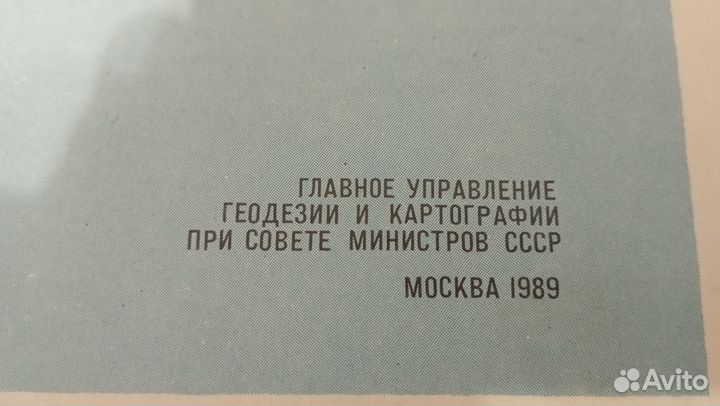 ГЛАВНОЕ УПРАВЛЕНИЕ
ГЕОДЕЗИИ И КАРТОГРАФИИ
ПРИ СОВЕТЕ МИНИСТРОВ СССР
МОСКВА 1989
Avito